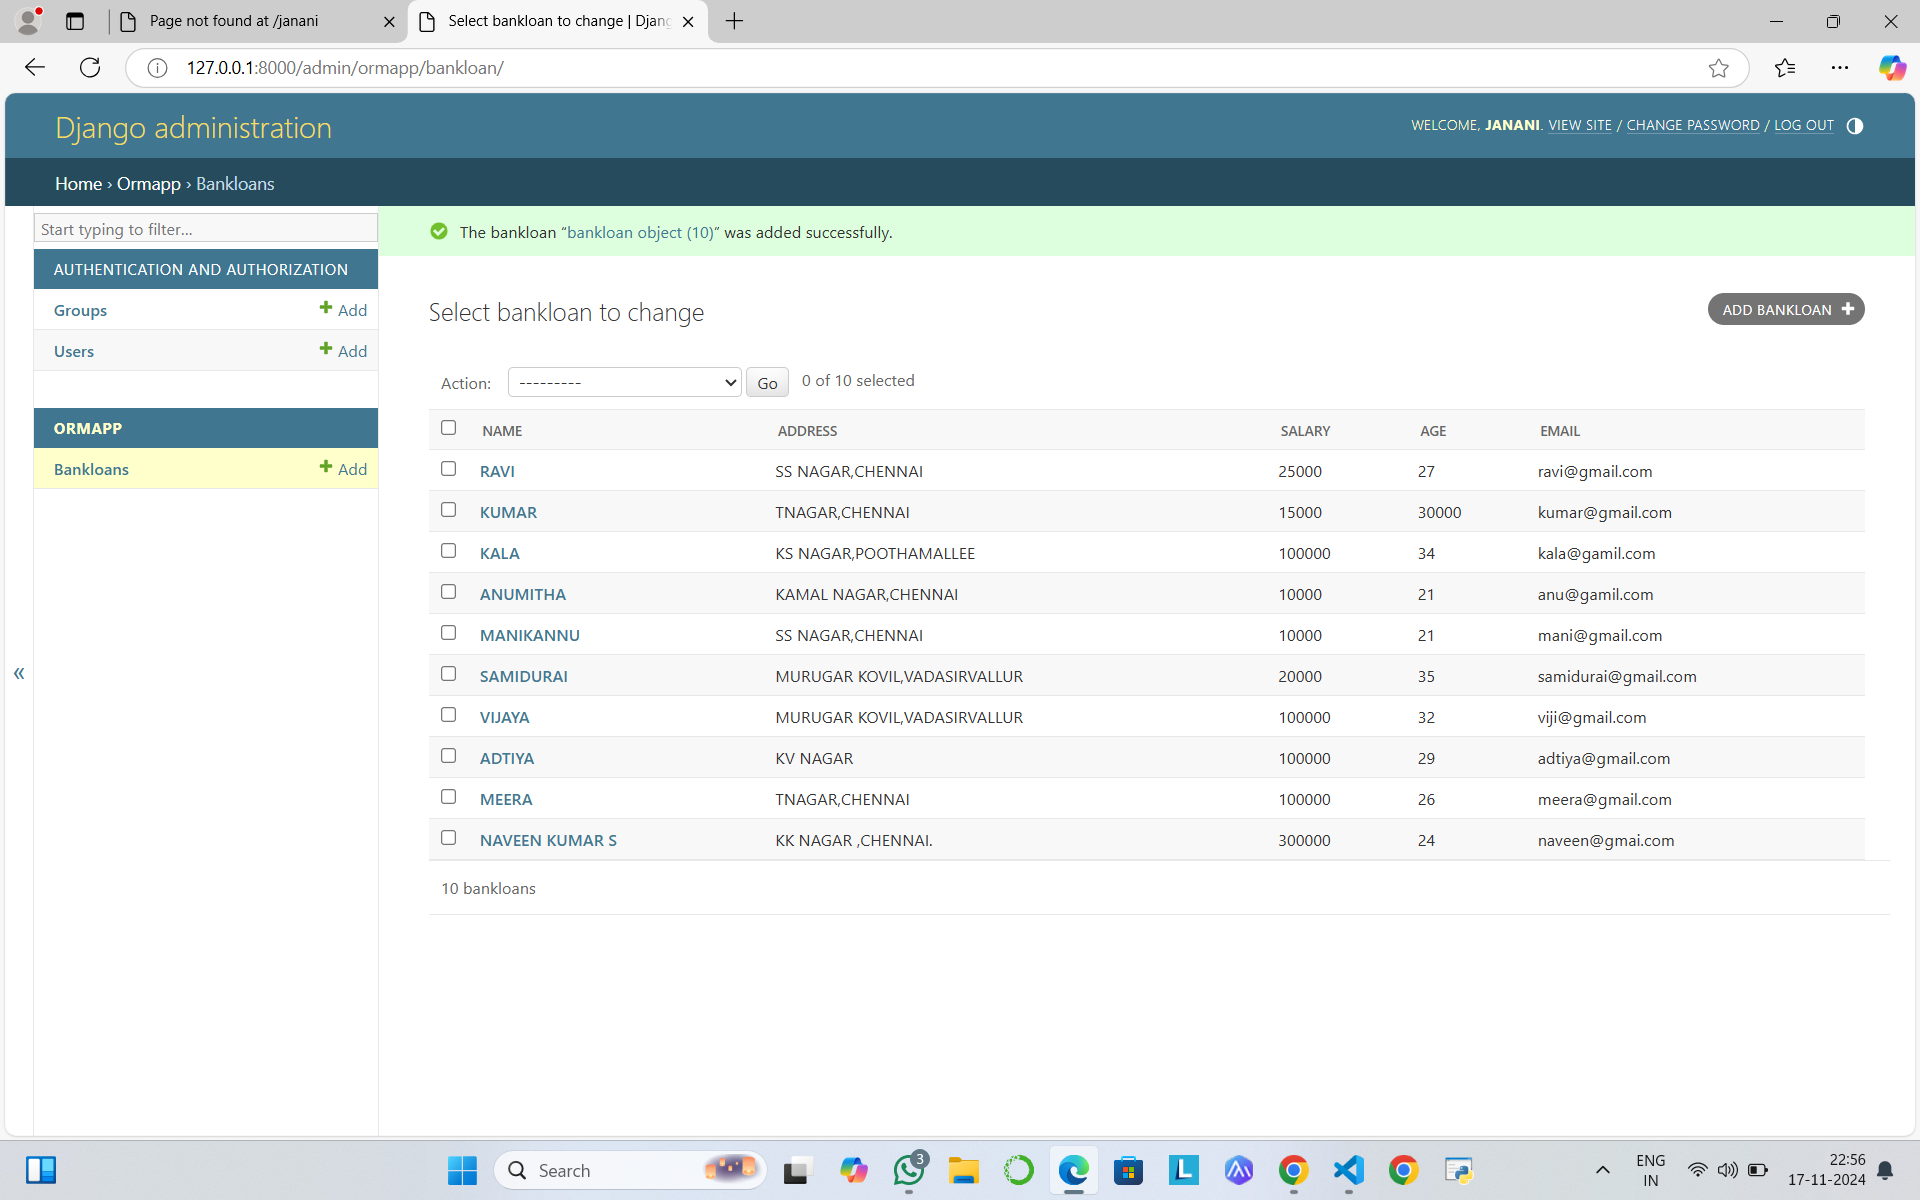 Page not found at /janani
Select bankloan to change | Djang
127.0.0.1:8000/admin/ormapp/bankloan/
Django administration
WELCOME, JANANI. VIEW SITE / CHANGE PASSWORD / LOG OUT
Home › Ormapp › Bankloans
Start typing to filter...
AUTHENTICATION AND AUTHORIZATION
Groups Add
Users Add
ORMAPP
Bankloans Add
«
The bankloan “bankloan object (10)” was added successfully.
Select bankloan to change
ADD BANKLOAN
Action: --------- Go 0 of 10 selected
NAME ADDRESS SALARY AGE EMAIL
RAVI SS NAGAR,CHENNAI 25000 27 ravi@gmail.com
KUMAR TNAGAR,CHENNAI 15000 30000 kumar@gmail.com
KALA KS NAGAR,POOTHAMALLEE 100000 34 kala@gamil.com
ANUMITHA KAMAL NAGAR,CHENNAI 10000 21 anu@gamil.com
MANIKANNU SS NAGAR,CHENNAI 10000 21 mani@gmail.com
SAMIDURAI MURUGAR KOVIL,VADASIRVALLUR 20000 35 samidurai@gmail.com
VIJAYA MURUGAR KOVIL,VADASIRVALLUR 100000 32 viji@gmail.com
ADTIYA KV NAGAR 100000 29 adtiya@gmail.com
MEERA TNAGAR,CHENNAI 100000 26 meera@gmail.com
NAVEEN KUMAR S KK NAGAR ,CHENNAI. 300000 24 naveen@gmai.com
10 bankloans
Search
3
L
ENG
IN
22:56
17-11-2024